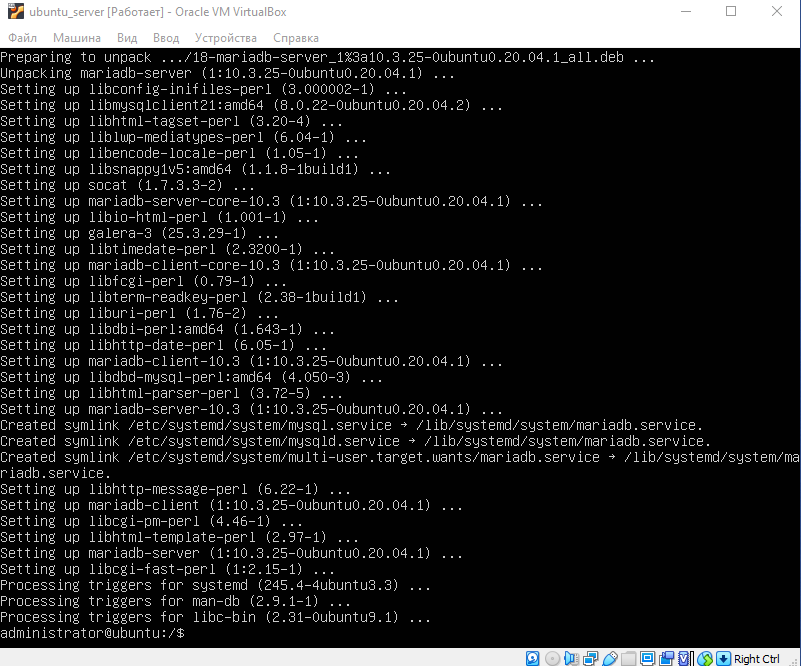 ubuntu_server [Работает] - Oracle VM VirtualBox
Файл Машина Вид Ввод Устройства Справка
Preparing to unpack .../18-mariadb-server_1%3a10.3.25-0ubuntu0.20.04.1_all.deb ...
Unpacking mariadb-server (1:10.3.25-0ubuntu0.20.04.1) ...
Setting up libconfig-inifiles-perl (3.000002-1) ...
Setting up libmysqlclient21:amd64 (8.0.22-0ubuntu0.20.04.2) ...
Setting up libhtml-tagset-perl (3.20-4) ...
Setting up liblwp-mediatypes-perl (6.04-1) ...
Setting up libencode-locale-perl (1.05-1) ...
Setting up libsnappy1v5:amd64 (1.1.8-1build1) ...
Setting up socat (1.7.3.3-2) ...
Setting up mariadb-server-core-10.3 (1:10.3.25-0ubuntu0.20.04.1) ...
Setting up libio-html-perl (1.001-1) ...
Setting up galera-3 (25.3.29-1) ...
Setting up libtimedate-perl (2.3200-1) ...
Setting up mariadb-client-core-10.3 (1:10.3.25-0ubuntu0.20.04.1) ...
Setting up libfcgi-perl (0.79-1) ...
Setting up libterm-readkey-perl (2.38-1build1) ...
Setting up liburi-perl (1.76-2) ...
Setting up libdbi-perl:amd64 (1.643-1) ...
Setting up libhttp-date-perl (6.05-1) ...
Setting up mariadb-client-10.3 (1:10.3.25-0ubuntu0.20.04.1) ...
Setting up libdbd-mysql-perl:amd64 (4.050-3) ...
Setting up libhtml-parser-perl (3.72-5) ...
Setting up mariadb-server-10.3 (1:10.3.25-0ubuntu0.20.04.1) ...
Created symlink /etc/systemd/system/mysql.service → /lib/systemd/system/mariadb.service.
Created symlink /etc/systemd/system/mysqld.service → /lib/systemd/system/mariadb.service.
Created symlink /etc/systemd/system/multi-user.target.wants/mariadb.service → /lib/systemd/system/ma
riadb.service.
Setting up libhttp-message-perl (6.22-1) ...
Setting up mariadb-client (1:10.3.25-0ubuntu0.20.04.1) ...
Setting up libcgi-pm-perl (4.46-1) ...
Setting up libhtml-template-perl (2.97-1) ...
Setting up mariadb-server (1:10.3.25-0ubuntu0.20.04.1) ...
Setting up libcgi-fast-perl (1:2.15-1) ...
Processing triggers for systemd (245.4-4ubuntu3.3) ...
Processing triggers for man-db (2.9.1-1) ...
Processing triggers for libc-bin (2.31-0ubuntu9.1) ...
administrator@ubuntu:/$
Right Ctrl